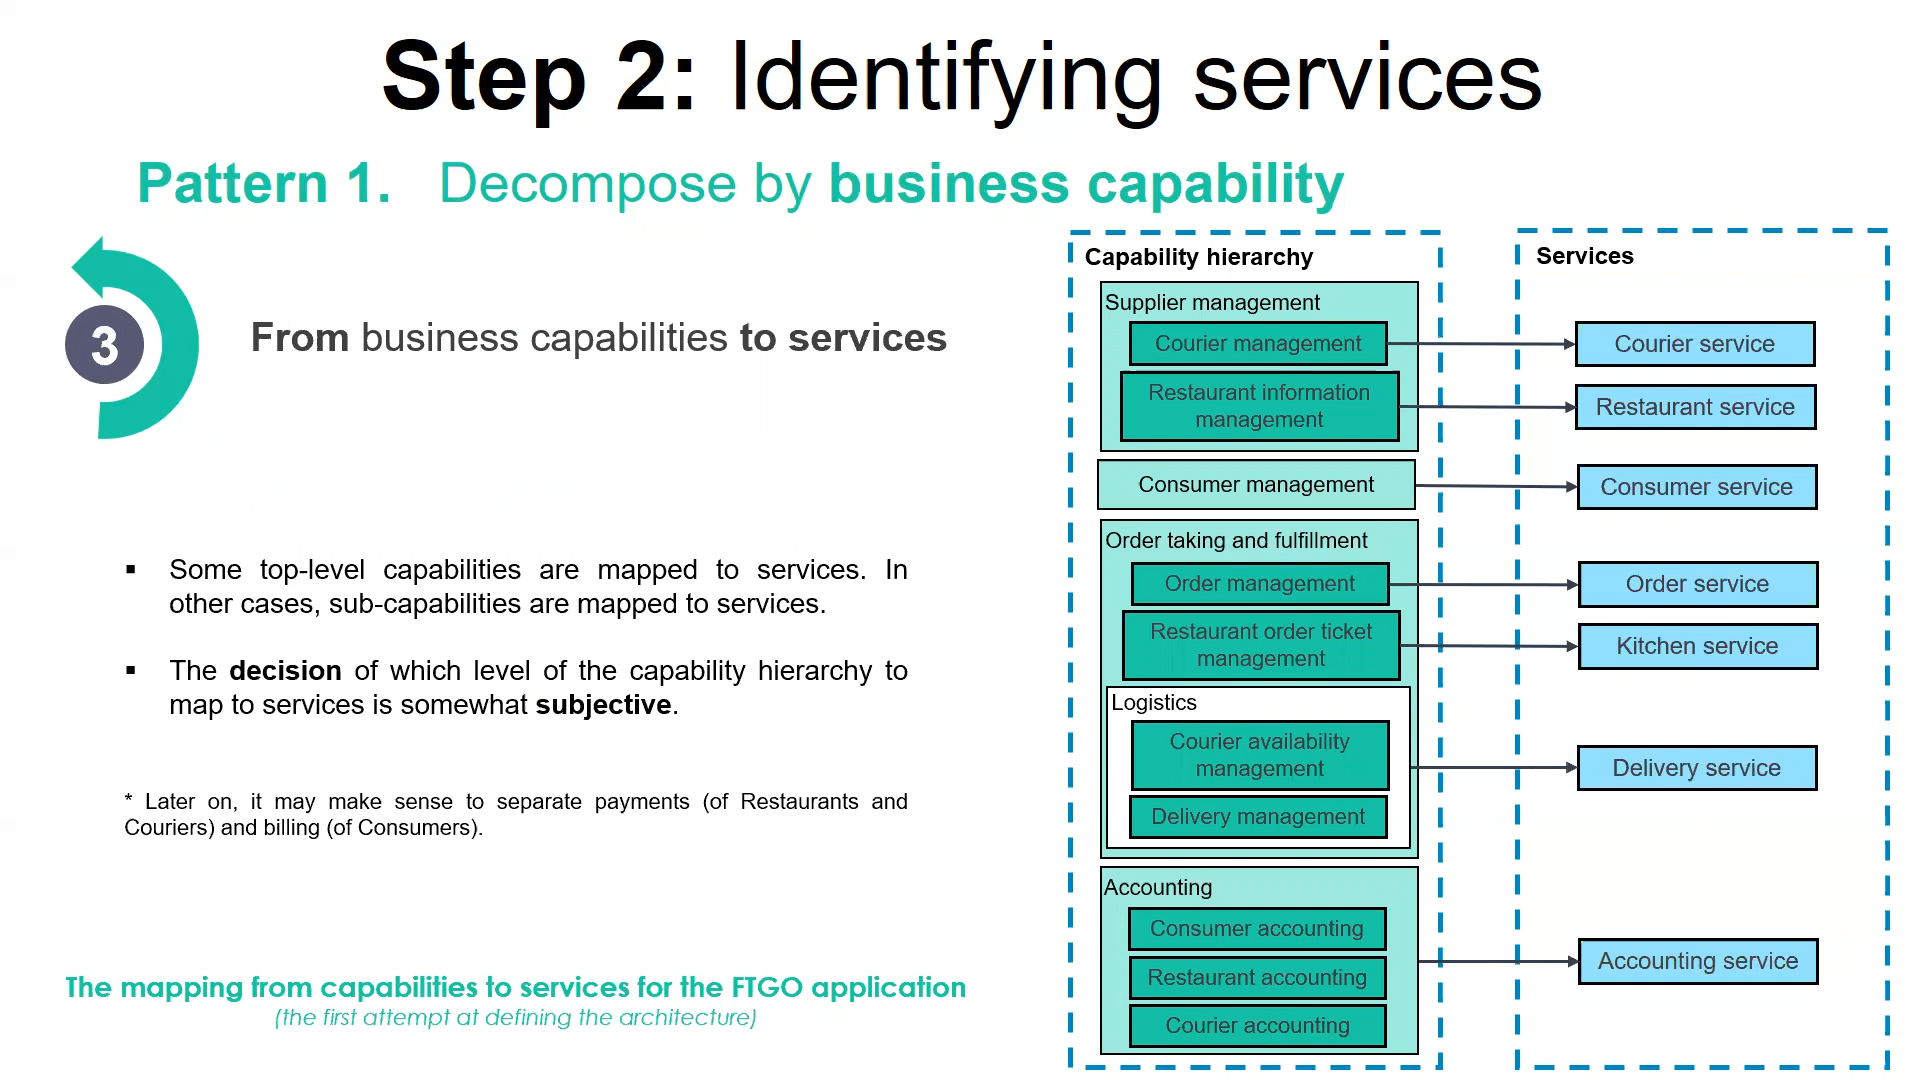 Step 2: Identifying services
Pattern 1. Decompose by business capability
3
From business capabilities to services
▪ Some top-level capabilities are mapped to services. In
other cases, sub-capabilities are mapped to services.
▪ The decision of which level of the capability hierarchy to
map to services is somewhat subjective.
* Later on, it may make sense to separate payments (of Restaurants and
Couriers) and billing (of Consumers).
The mapping from capabilities to services for the FTGO application
(the first attempt at defining the architecture)
Capability hierarchy
Supplier management
Courier management
Restaurant information
management
Consumer management
Order taking and fulfillment
Order management
Restaurant order ticket
management
Logistics
Courier availability
management
Delivery management
Accounting
Consumer accounting
Restaurant accounting
Courier accounting
Services
Courier service
Restaurant service
Consumer service
Order service
Kitchen service
Delivery service
Accounting service